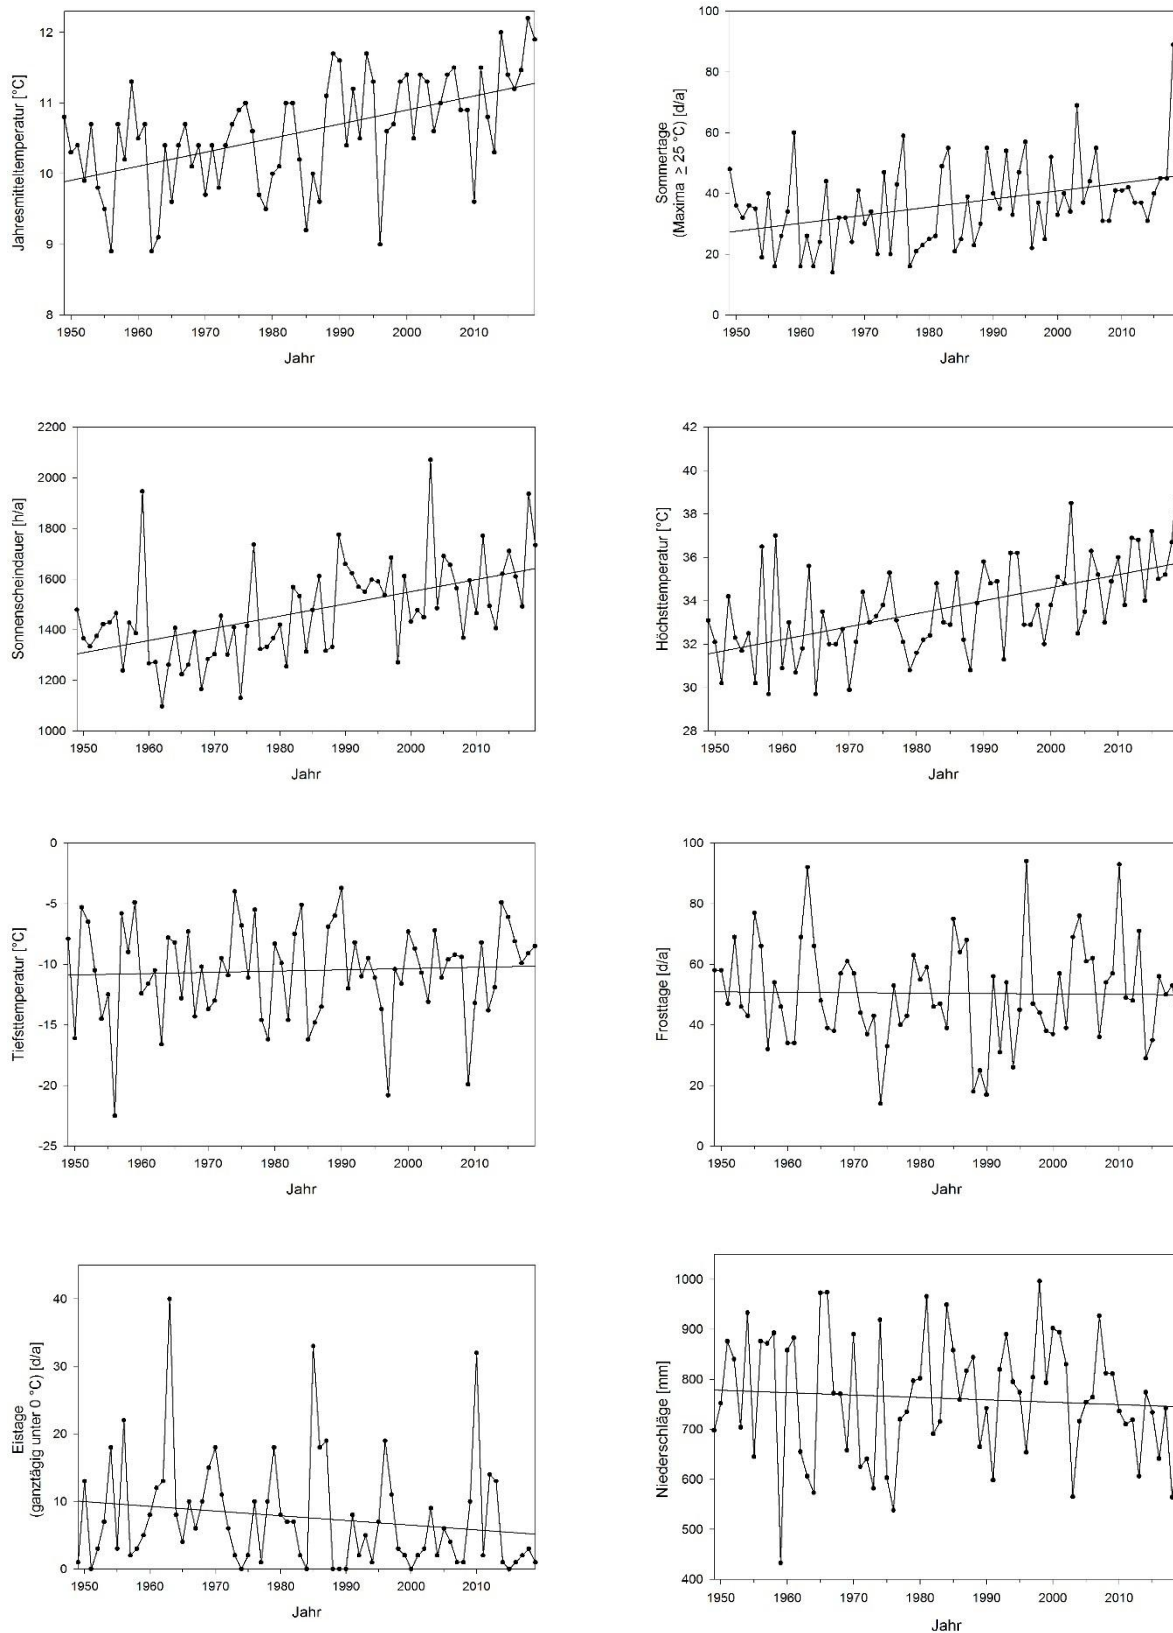 Jahresmitteltemperatur [°C]
12
11
10
9
8
1950 1960 1970 1980 1990 2000 2010
Jahr
Sommertage
(Maxima ≥ 25 °C) [d/a]
100
80
60
40
20
0
1950 1960 1970 1980 1990 2000 2010
Jahr
Sonnenscheindauer [h/a]
2200
2000
1800
1600
1400
1200
1000
1950 1960 1970 1980 1990 2000 2010
Jahr
Höchsttemperatur [°C]
42
40
38
36
34
32
30
28
1950 1960 1970 1980 1990 2000 2010
Jahr
Tiefsttemperatur [°C]
0
-5
-10
-15
-20
-25
1950 1960 1970 1980 1990 2000 2010
Jahr
Frosttage [d/a]
100
80
60
40
20
0
1950 1960 1970 1980 1990 2000 2010
Jahr
Eistage
(ganztägig unter 0 °C) [d/a]
40
30
20
10
0
1950 1960 1970 1980 1990 2000 2010
Jahr
Niederschläge [mm]
1000
900
800
700
600
500
400
1950 1960 1970 1980 1990 2000 2010
Jahr